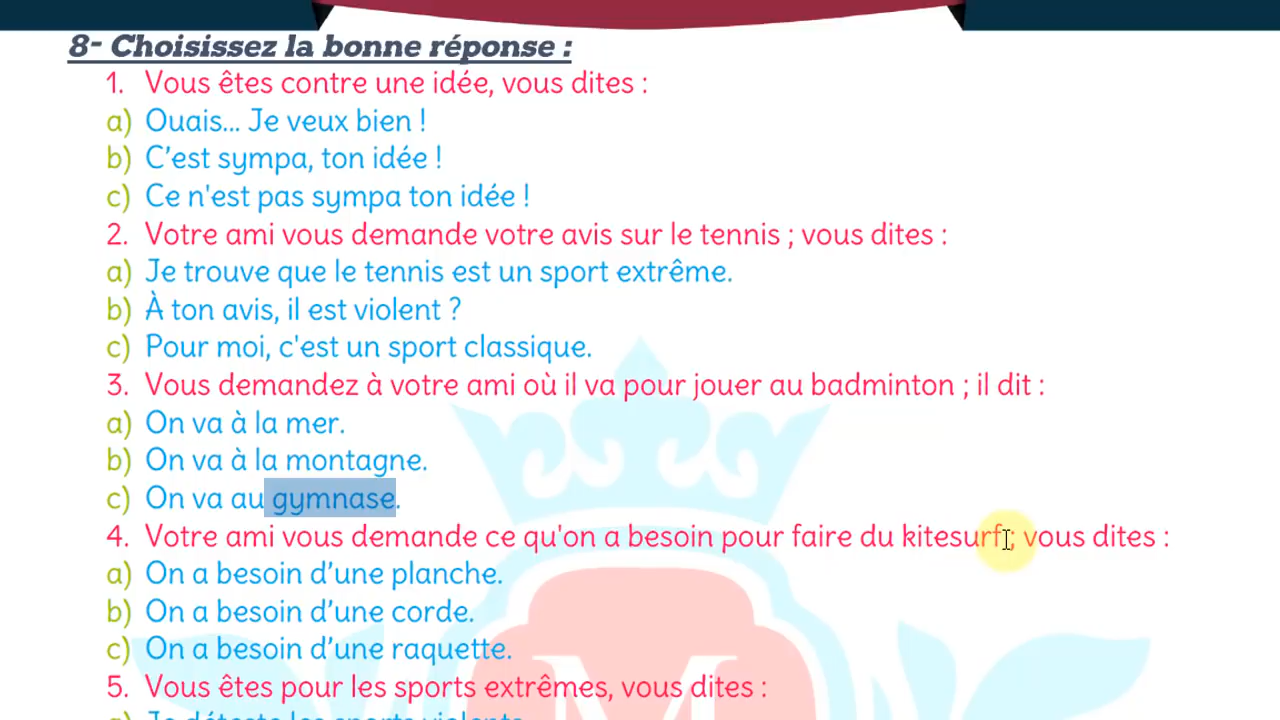 8- Choisissez la bonne réponse :
1. Vous êtes contre une idée, vous dites :
a) Ouais... Je veux bien !
b) C’est sympa, ton idée !
c) Ce n'est pas sympa ton idée !
2. Votre ami vous demande votre avis sur le tennis ; vous dites :
a) Je trouve que le tennis est un sport extrême.
b) À ton avis, il est violent ?
c) Pour moi, c'est un sport classique.
3. Vous demandez à votre ami où il va pour jouer au badminton ; il dit :
a) On va à la mer.
b) On va à la montagne.
c) On va au gymnase.
4. Votre ami vous demande ce qu'on a besoin pour faire du kitesurf ; vous dites :
a) On a besoin d’une planche.
b) On a besoin d’une corde.
c) On a besoin d’une raquette.
5. Vous êtes pour les sports extrêmes, vous dites :
a) Je déteste les sports violents.
M